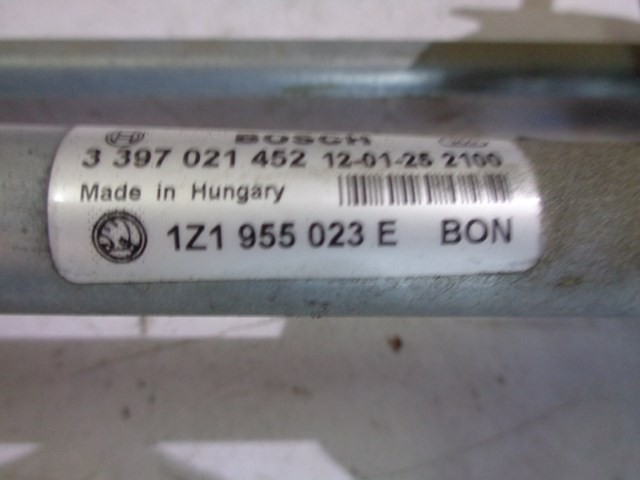 BOSCH
3 397 021 452 12-01-25 2100
Made in Hungary
1Z1 955 023 E BON